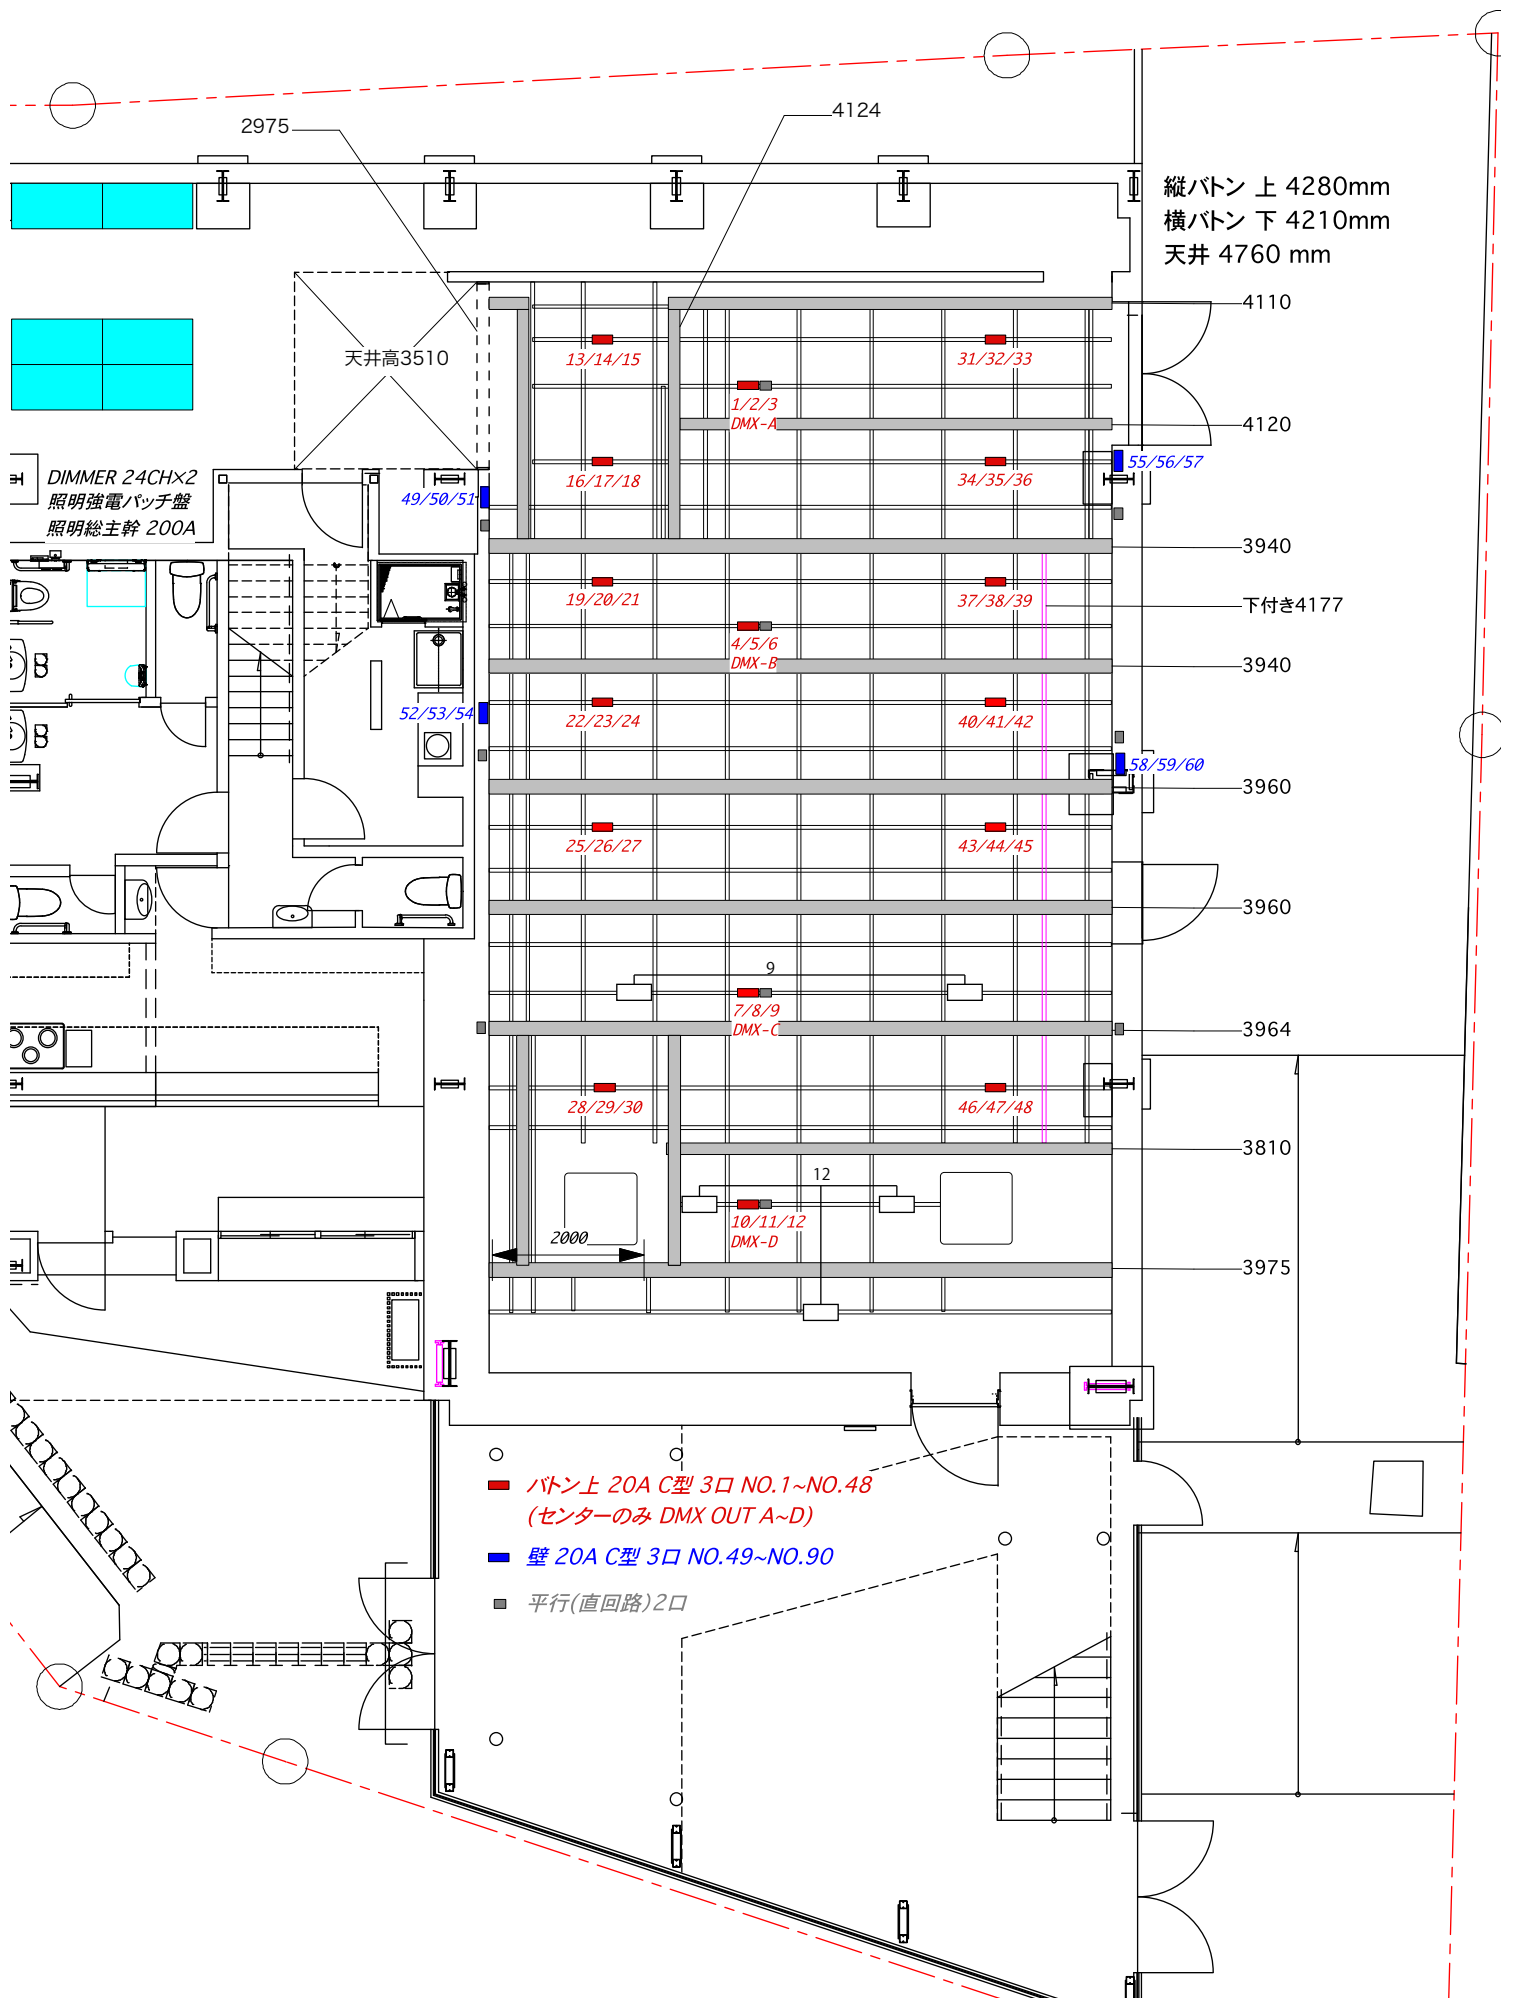 2975
4124
縦バトン 上 4280mm
横バトン 下 4210mm
天井 4760 mm
4110
天井高3510
13/14/15
31/32/33
1/2/3
DMX-A
4120
DIMMER 24CH×2
照明強電パッチ盤
照明総主幹 200A
49/50/51
16/17/18
34/35/36
55/56/57
3940
19/20/21
37/38/39
下付き4177
4/5/6
DMX-B
3940
52/53/54
22/23/24
40/41/42
58/59/60
3960
25/26/27
43/44/45
3960
9
7/8/9
DMX-C
3964
28/29/30
46/47/48
3810
12
10/11/12
DMX-D
2000
3975
バトン上 20A C型 3口 NO.1~NO.48
(センターのみ DMX OUT A~D)
壁 20A C型 3口 NO.49~NO.90
平行(直回路)2口